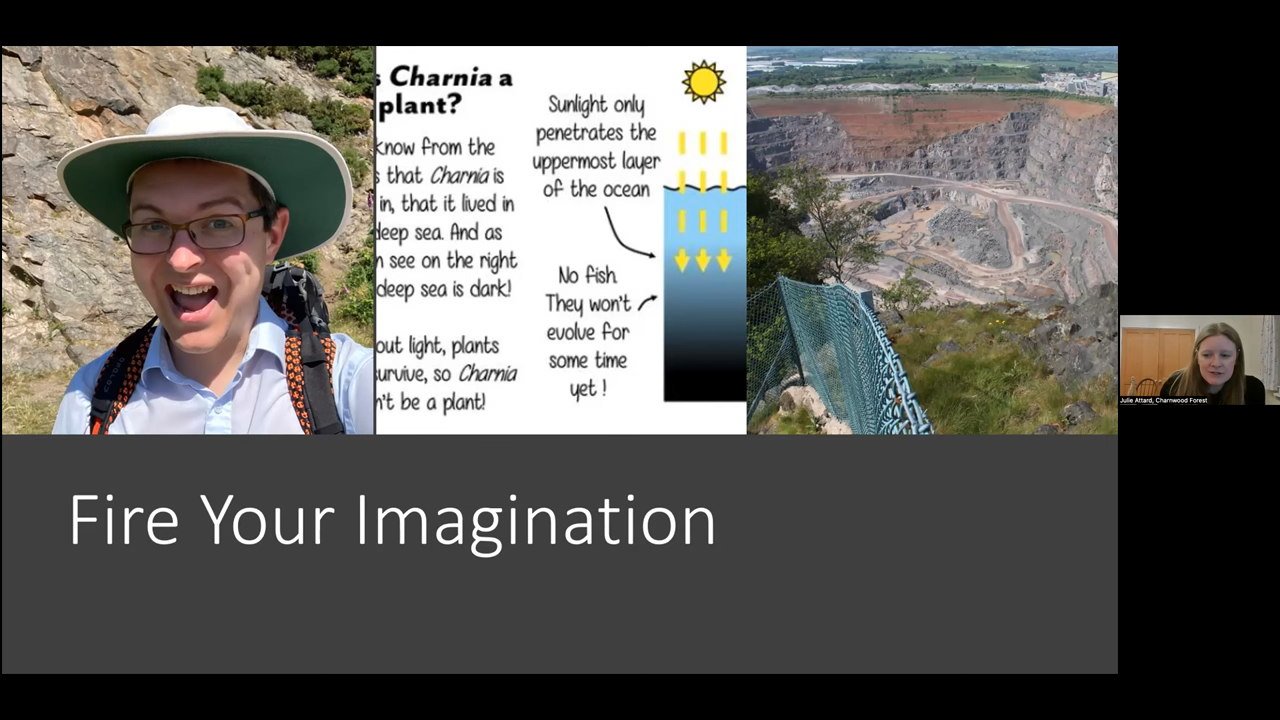 s Charnia a
plant?
know from the
s that Charnia is
in, that it lived in
deep sea. And as
n see on the right
deep sea is dark!
out light, plants
survive, so Charnia
n't be a plant!
Sunlight only
penetrates the
uppermost layer
of the ocean
No fish.
They won't
evolve for
some time
yet!
Fire Your Imagination
Julie Attard, Charnwood Forest